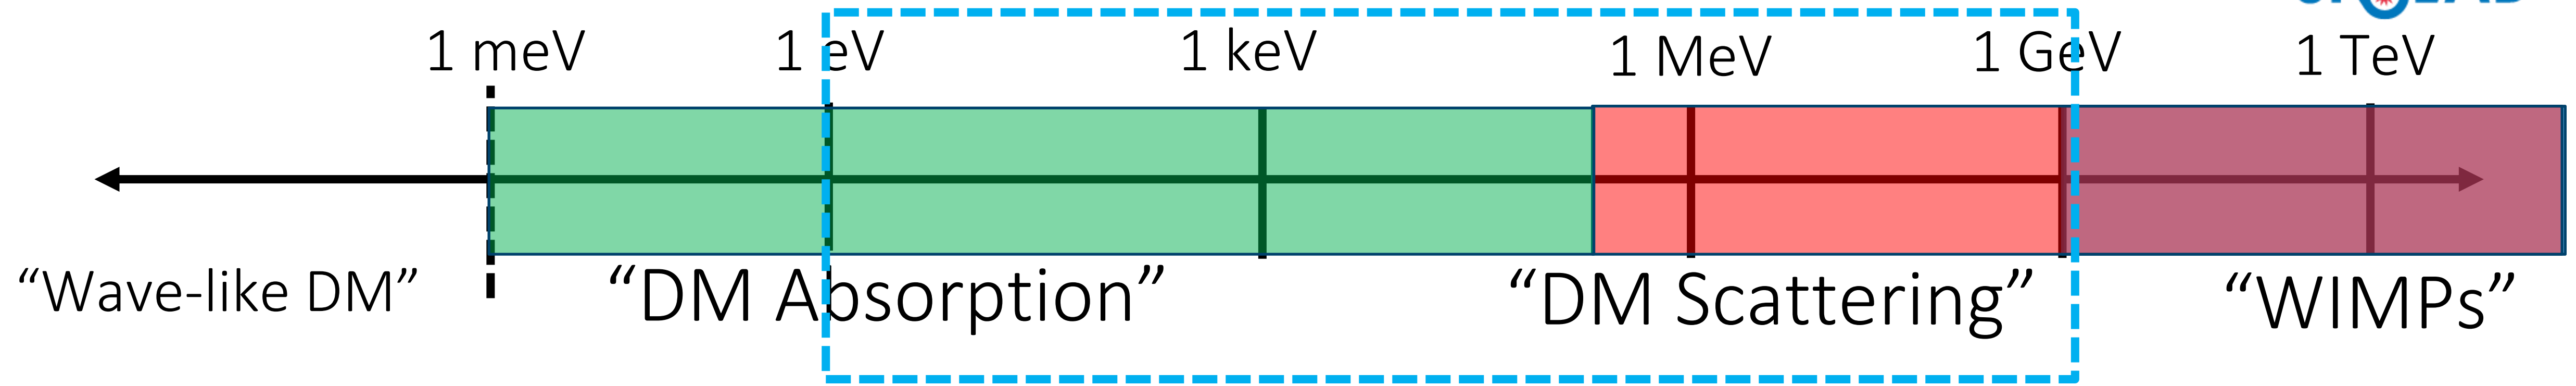 1 meV 1 eV 1 keV 1 MeV 1 GeV 1 TeV
“Wave-like DM” “DM Absorption” “DM Scattering” “WIMPs”